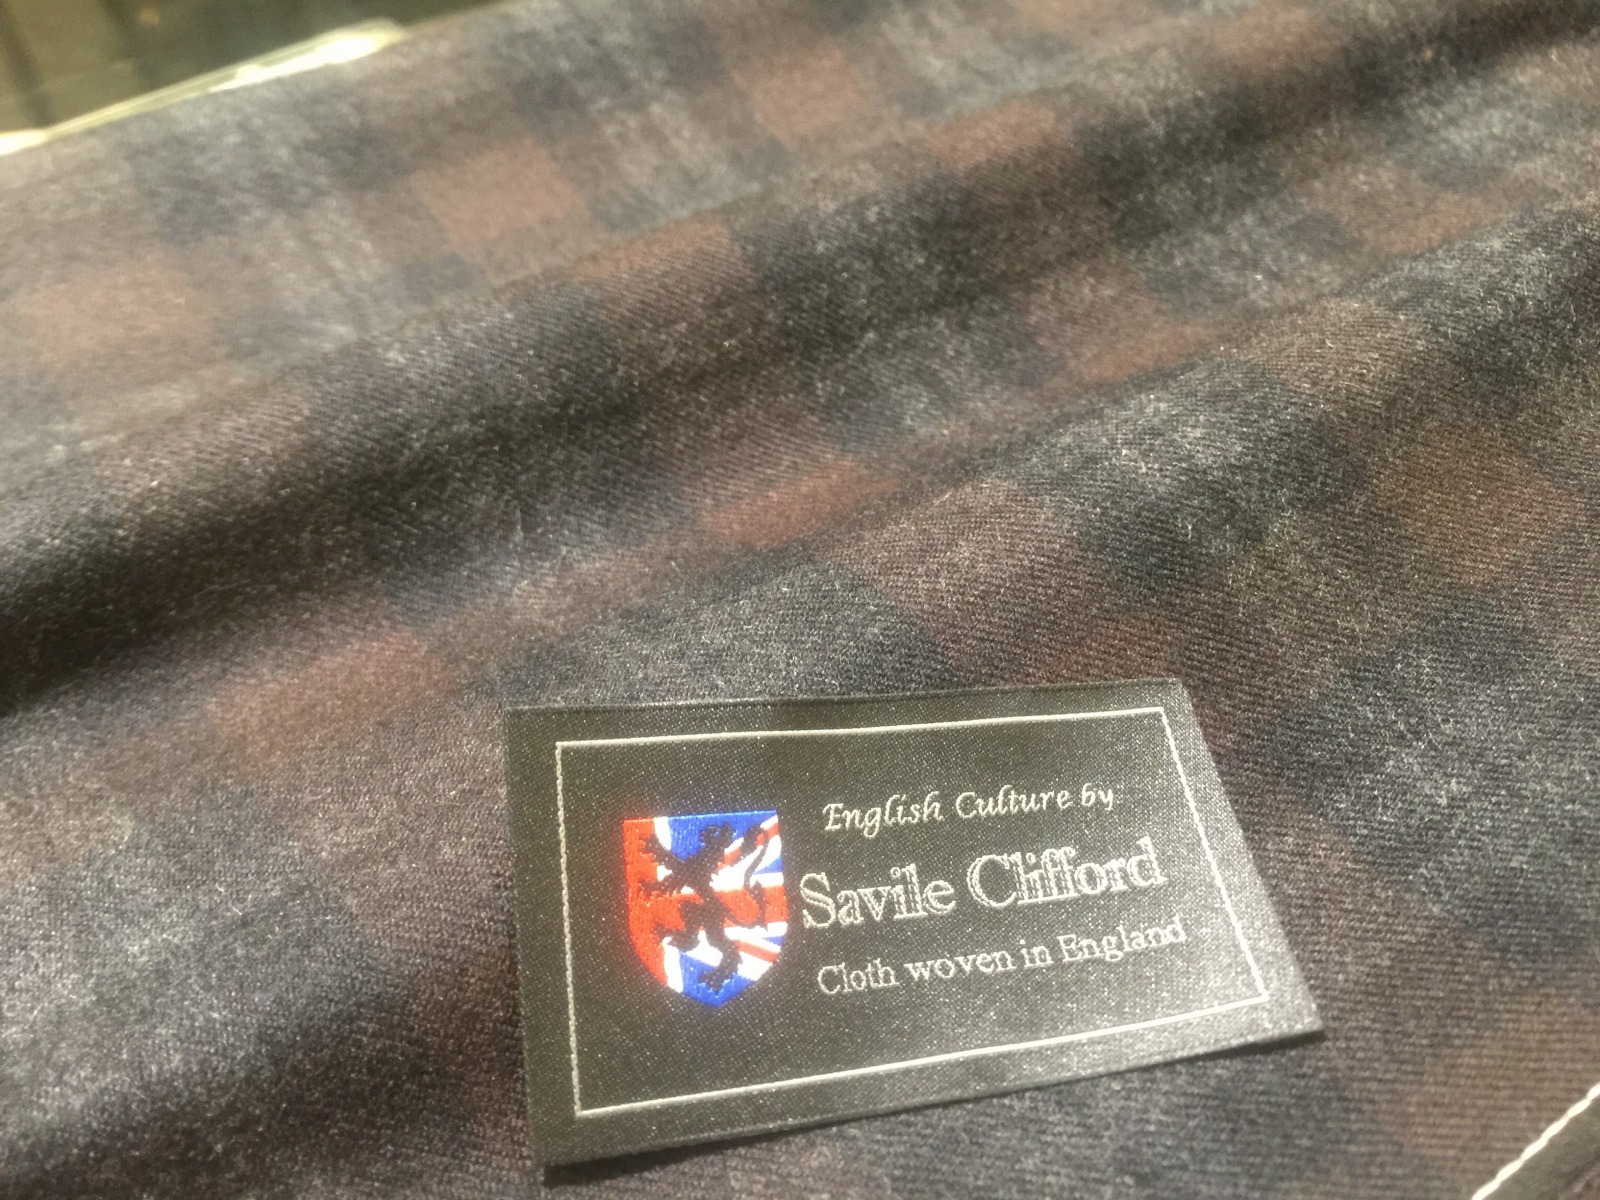 English Culture by
Savile Clifford
Cloth woven in England